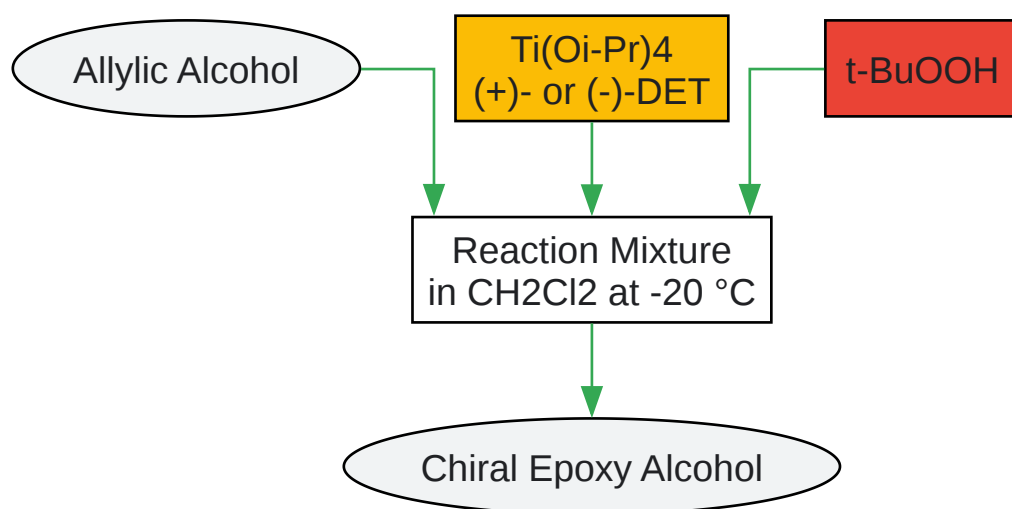 Allylic Alcohol
Ti(Oi-Pr)4
(+)- or (-)-DET
t-BuOOH
Reaction Mixture
in CH2Cl2 at -20 °C
Chiral Epoxy Alcohol